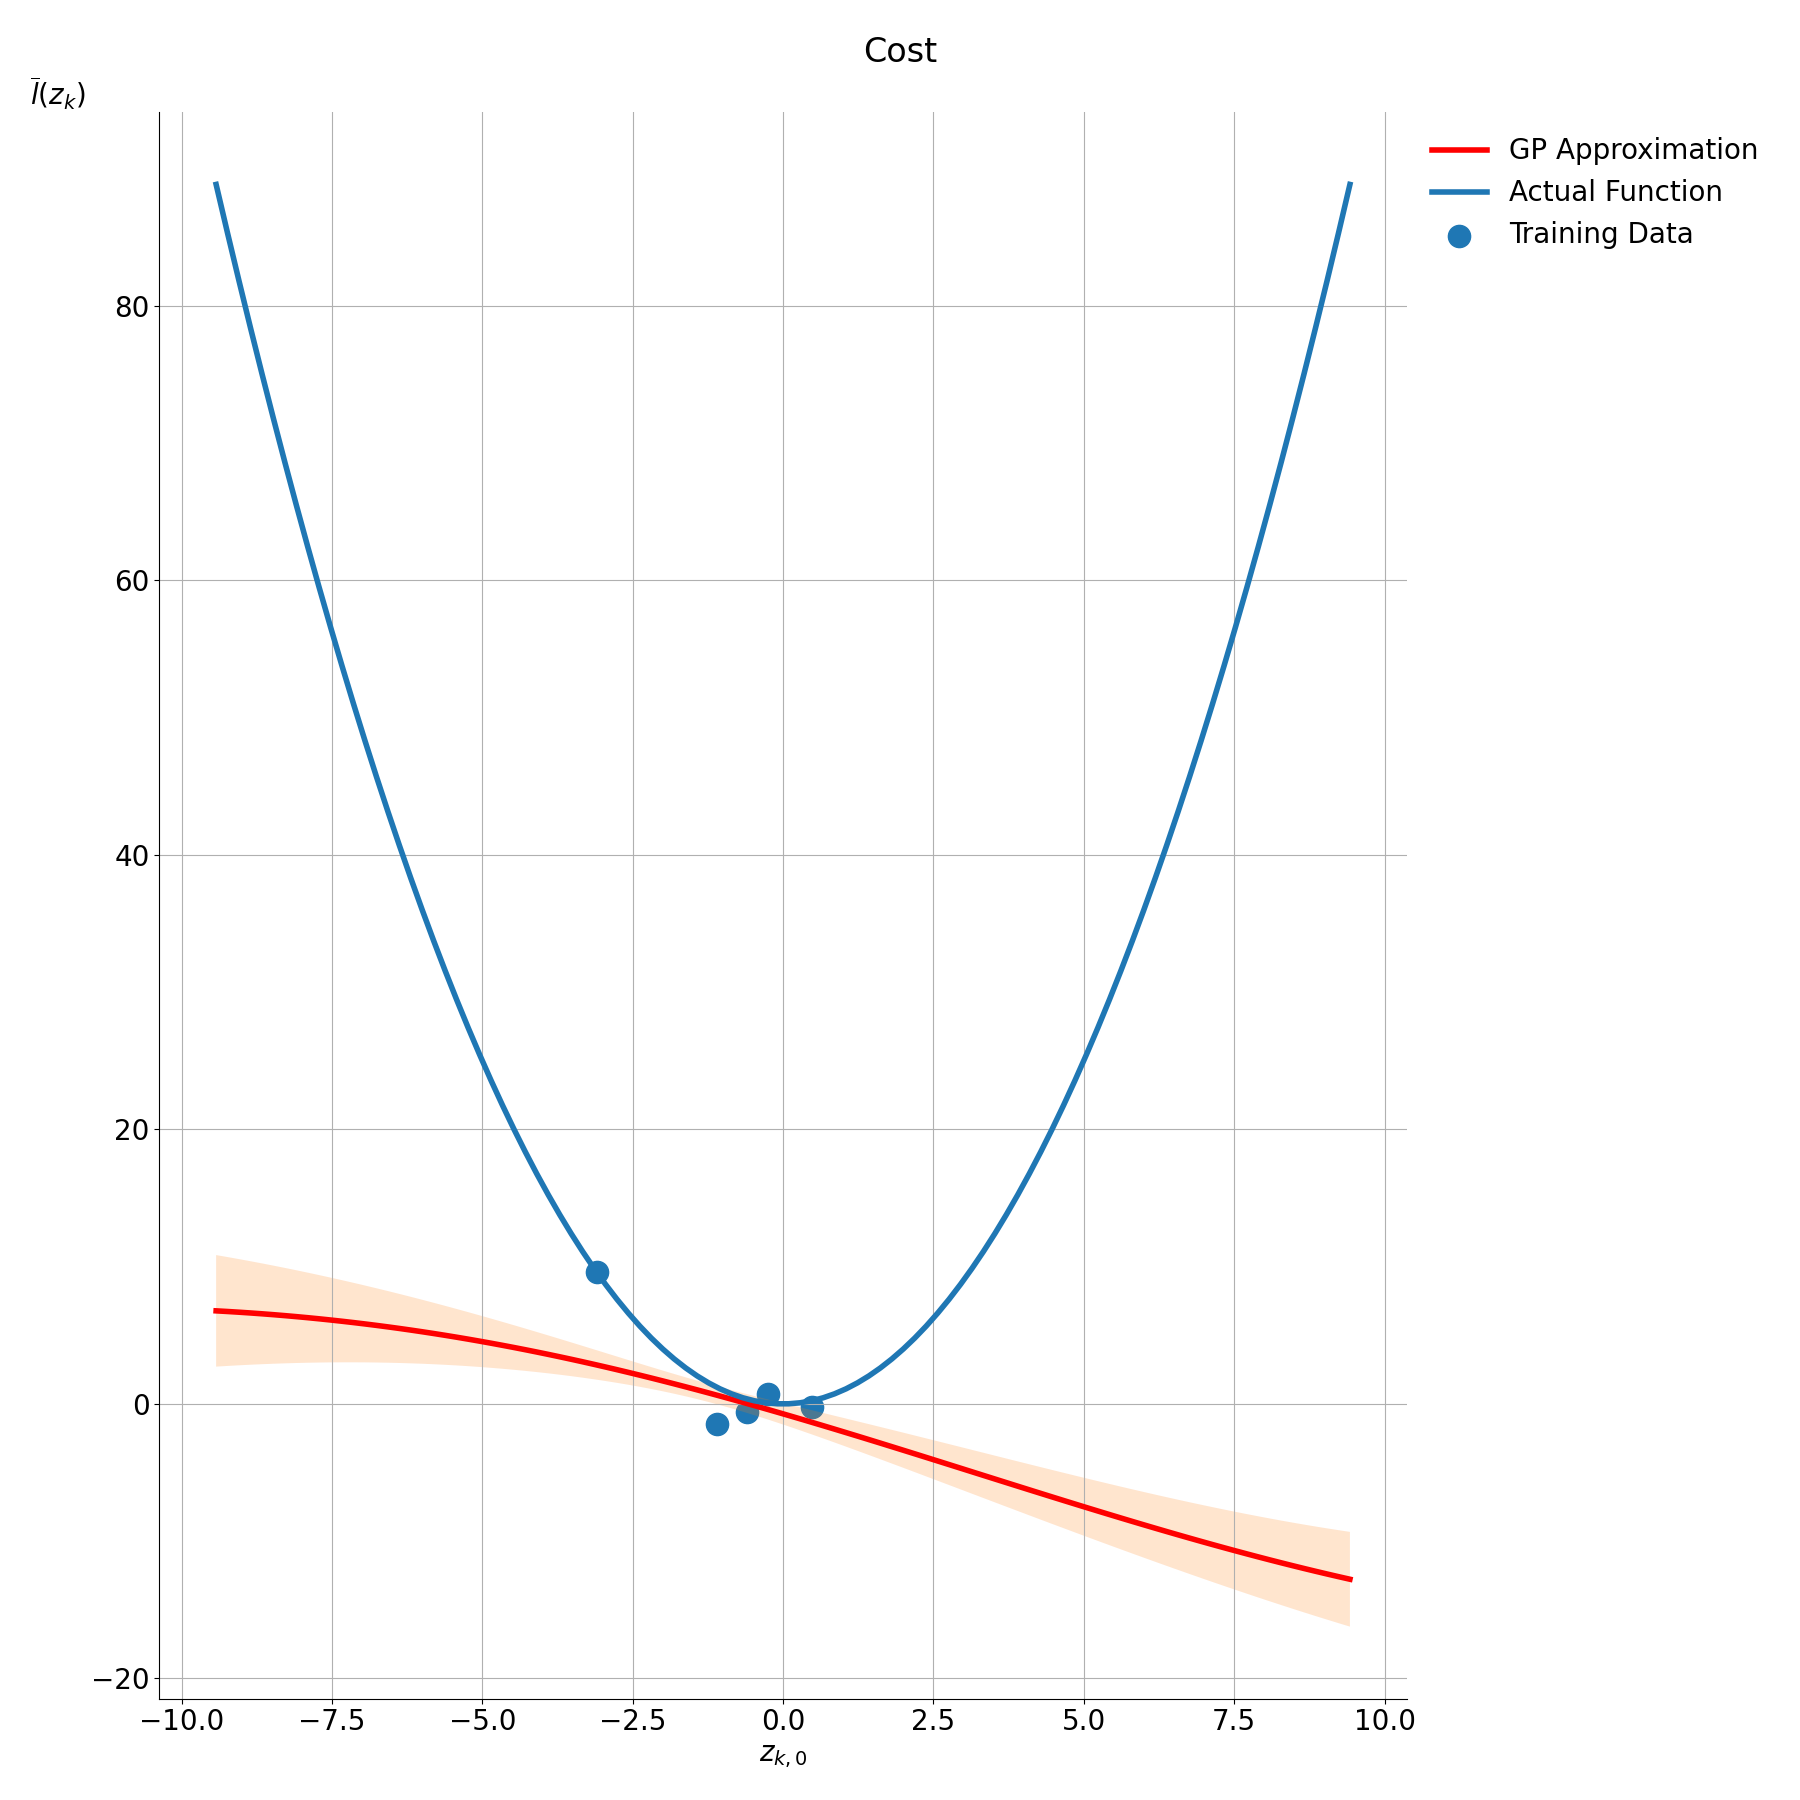 Cost
l̄(z_k)
GP Approximation
Actual Function
Training Data
80
60
40
20
0
−20
−10.0 −7.5 −5.0 −2.5 0.0 2.5 5.0 7.5 10.0
z_{k,0}